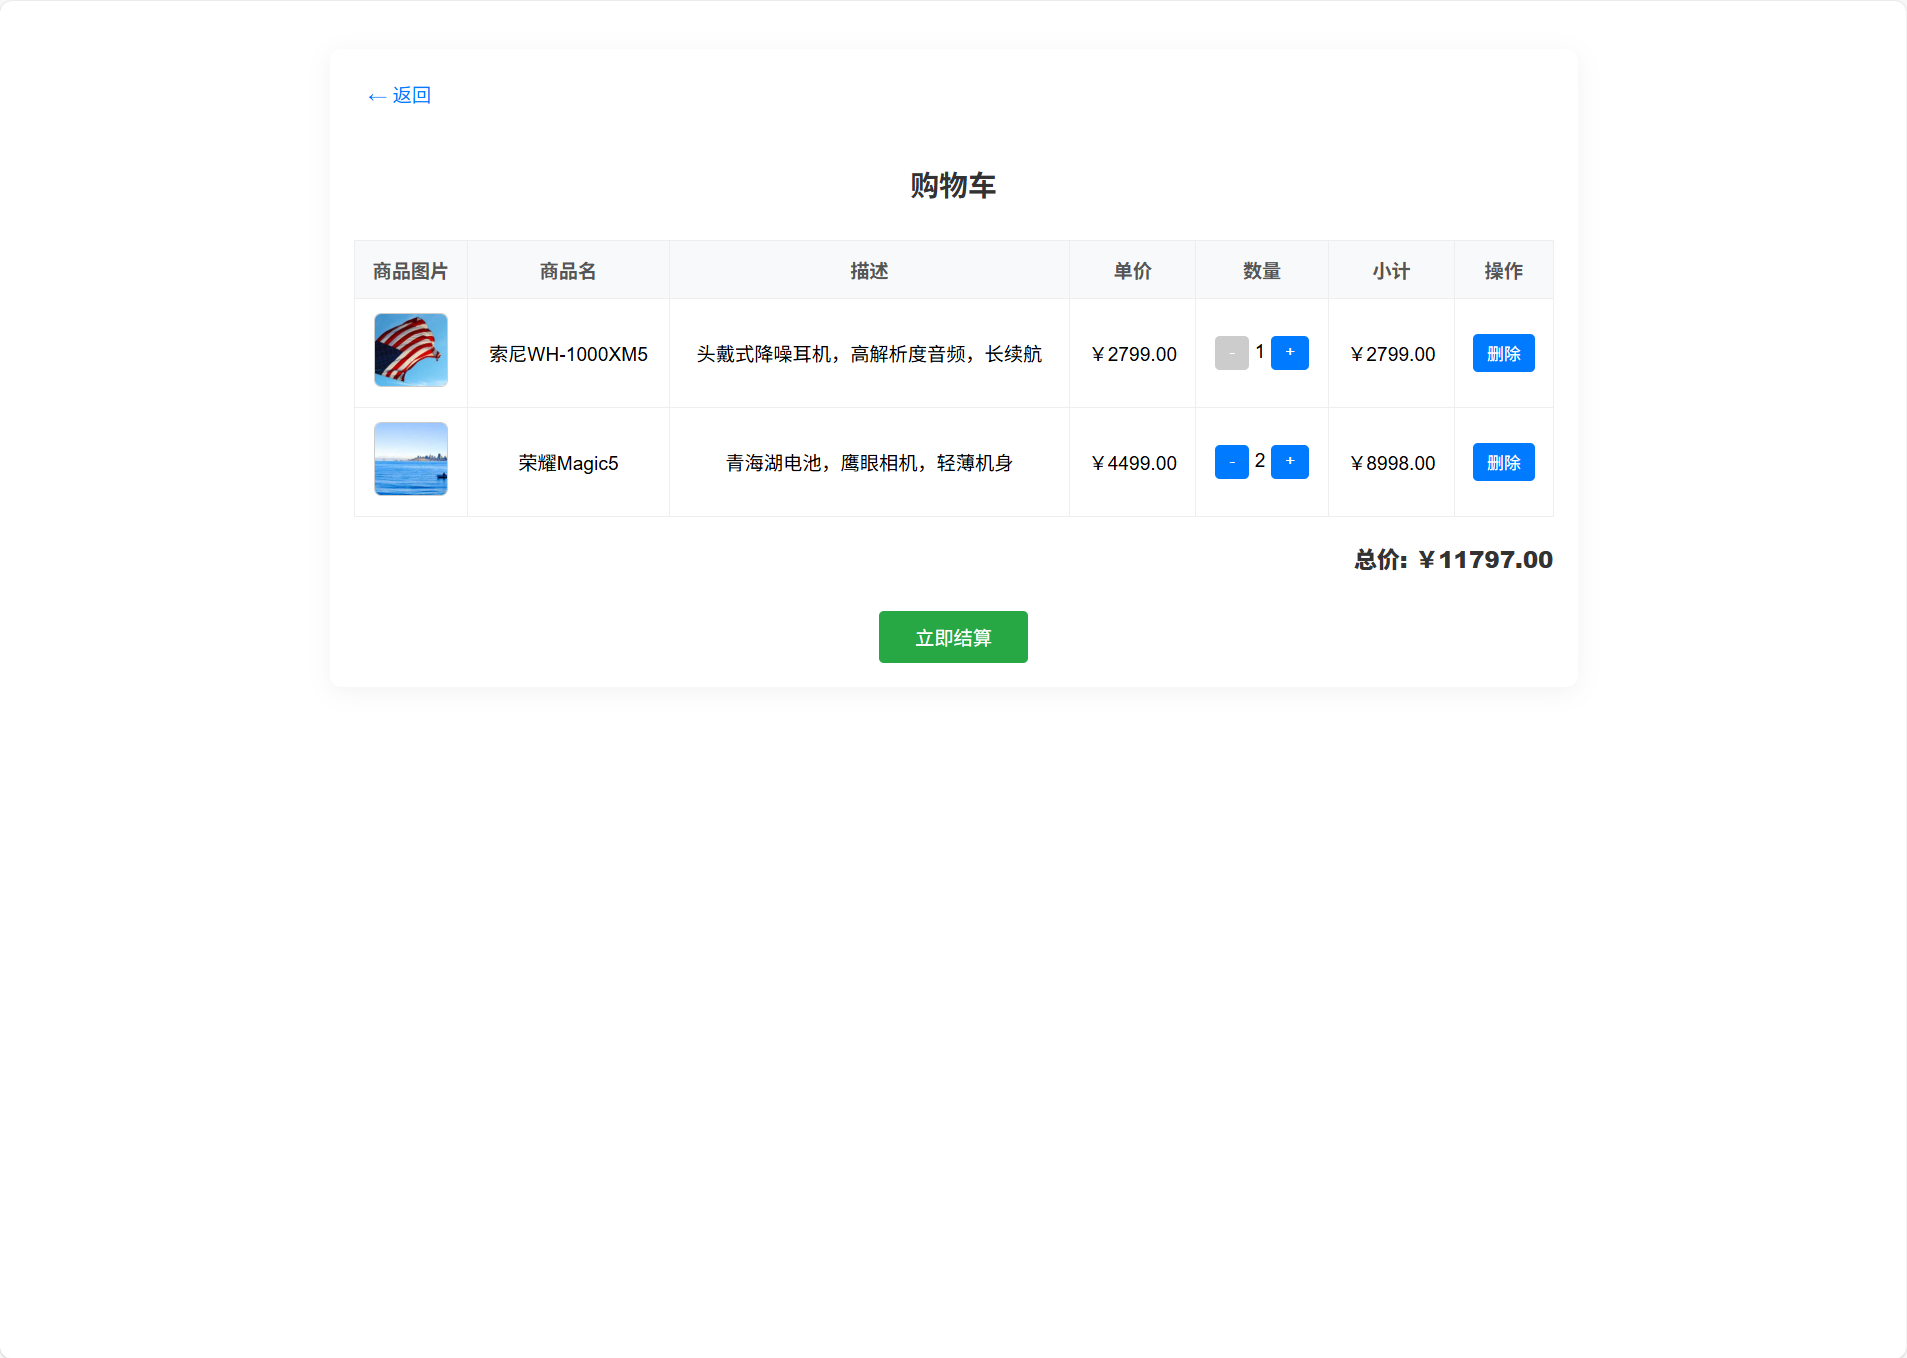 ← 返回
购物车
商品图片 商品名 描述 单价 数量 小计 操作
索尼WH-1000XM5 头戴式降噪耳机，高解析度音频，长续航 ￥2799.00 - 1 + ￥2799.00 删除
荣耀Magic5 青海湖电池，鹰眼相机，轻薄机身 ￥4499.00 - 2 + ￥8998.00 删除
总价: ￥11797.00
立即结算